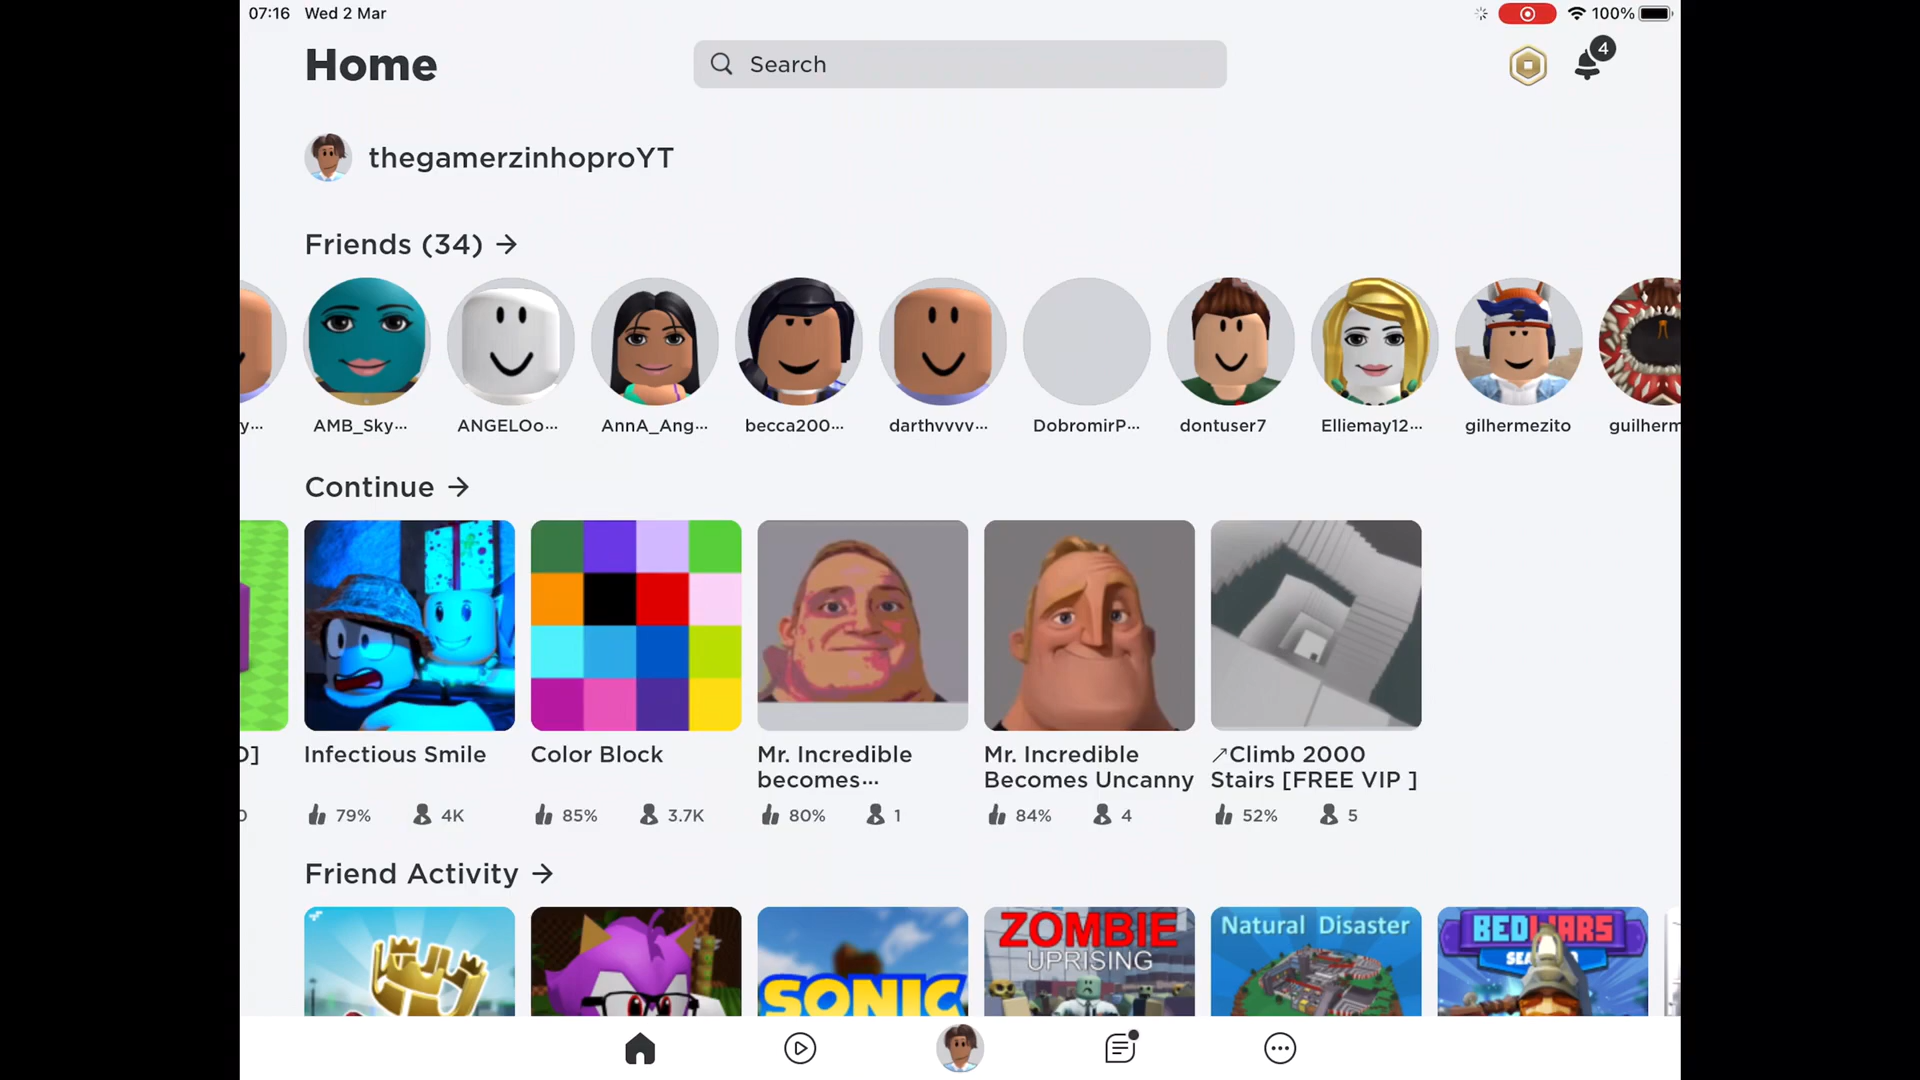 07:16 Wed 2 Mar 100%
Home
Search
4
thegamerzinhoproYT
Friends (34) →
y... AMB_Sky... ANGELOo... AnnA_Ang... becca200... darthvvvv... DobromirP... dontuser7 Elliemay12... gilhermezito guilherm
Continue →
Infectious Smile
Color Block
Mr. Incredible
becomes...
Mr. Incredible
Becomes Uncanny
↗Climb 2000
Stairs [FREE VIP ]
79% 4K 85% 3.7K 80% 1 84% 4 52% 5
Friend Activity →
SONIC
ZOMBIE
UPRISING
Natural Disaster
BEDWARS